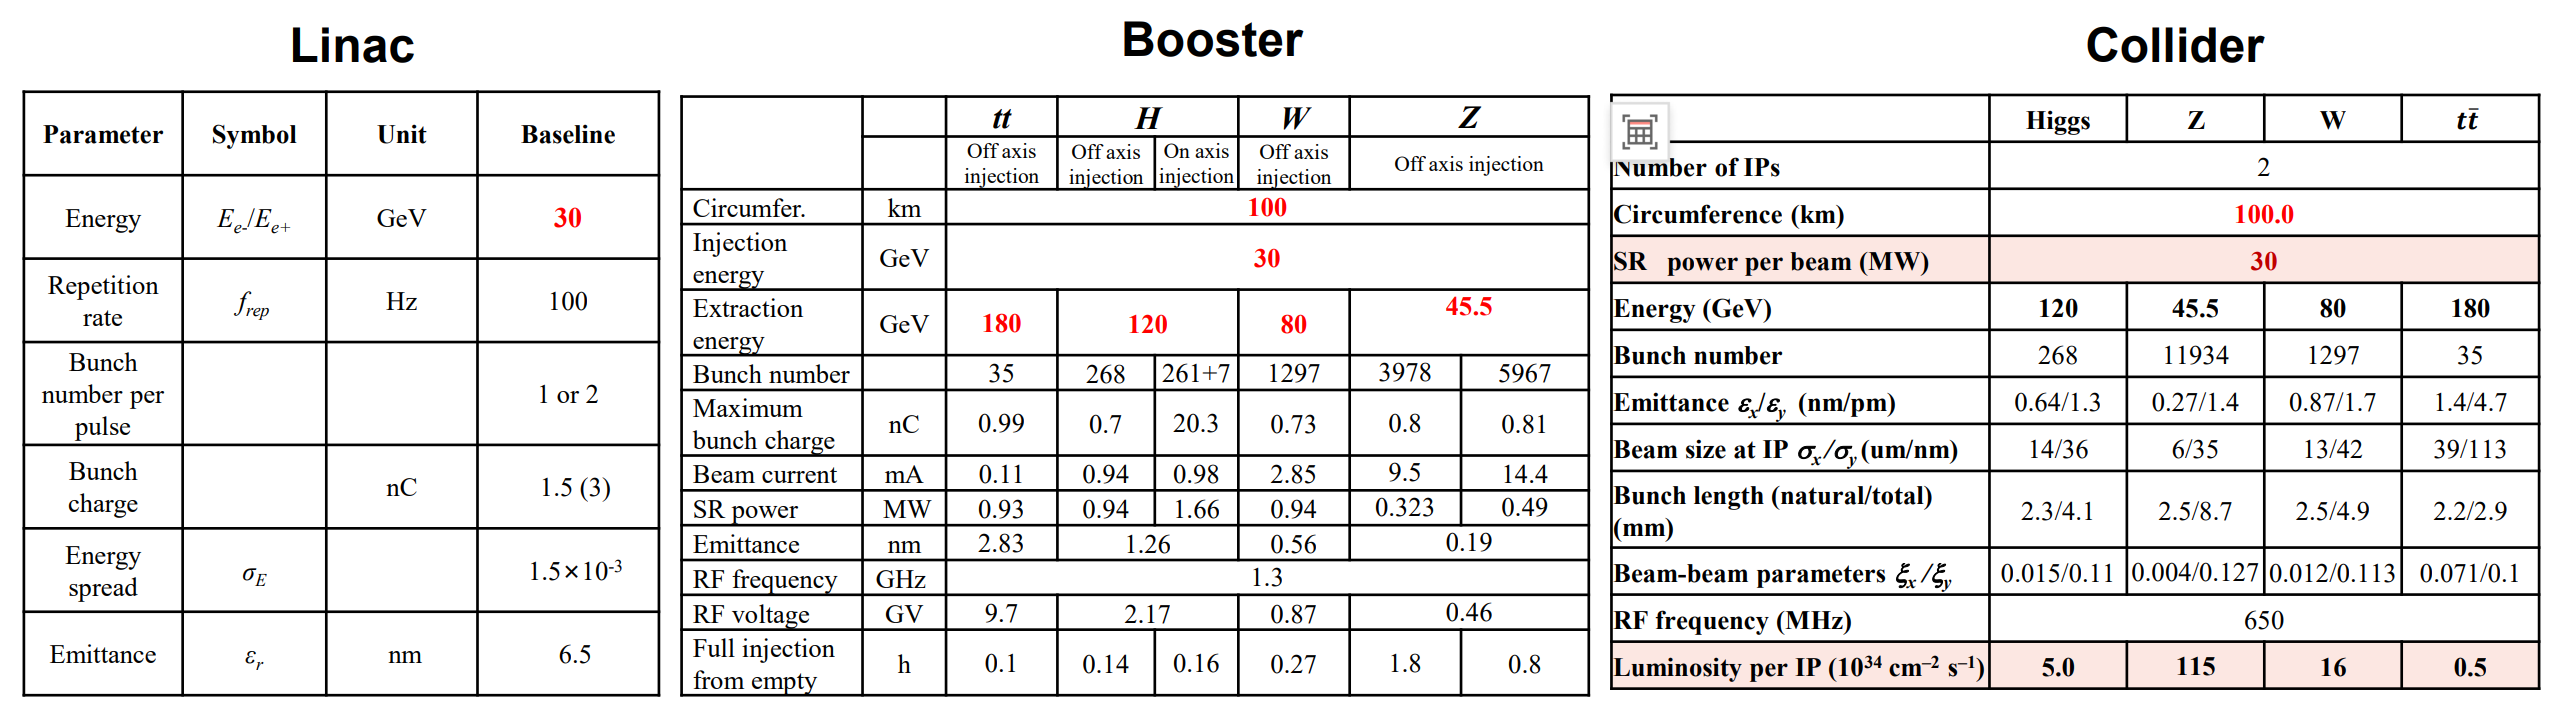 Linac
Parameter Symbol Unit Baseline
Energy E_e-/E_e+ GeV 30
Repetition rate f_rep Hz 100
Bunch number per pulse 1 or 2
Bunch charge nC 1.5 (3)
Energy spread σ_E 1.5×10^-3
Emittance ε_r nm 6.5
Booster
tt H W Z
Off axis injection Off axis injection On axis injection Off axis injection Off axis injection
Circumfer. km 100
Injection energy GeV 30
Extraction energy GeV 180 120 80 45.5
Bunch number 35 268 261+7 1297 3978 5967
Maximum bunch charge nC 0.99 0.7 20.3 0.73 0.8 0.81
Beam current mA 0.11 0.94 0.98 2.85 9.5 14.4
SR power MW 0.93 0.94 1.66 0.94 0.323 0.49
Emittance nm 2.83 1.26 0.56 0.19
RF frequency GHz 1.3
RF voltage GV 9.7 2.17 0.87 0.46
Full injection from empty h 0.1 0.14 0.16 0.27 1.8 0.8
Collider
Higgs Z W tt̄
Number of IPs 2
Circumference (km) 100.0
SR power per beam (MW) 30
Energy (GeV) 120 45.5 80 180
Bunch number 268 11934 1297 35
Emittance ε_x/ε_y (nm/pm) 0.64/1.3 0.27/1.4 0.87/1.7 1.4/4.7
Beam size at IP σ_x/σ_y (um/nm) 14/36 6/35 13/42 39/113
Bunch length (natural/total) (mm) 2.3/4.1 2.5/8.7 2.5/4.9 2.2/2.9
Beam-beam parameters ξ_x/ξ_y 0.015/0.11 0.004/0.127 0.012/0.113 0.071/0.1
RF frequency (MHz) 650
Luminosity per IP (10^34 cm^–2 s^–1) 5.0 115 16 0.5